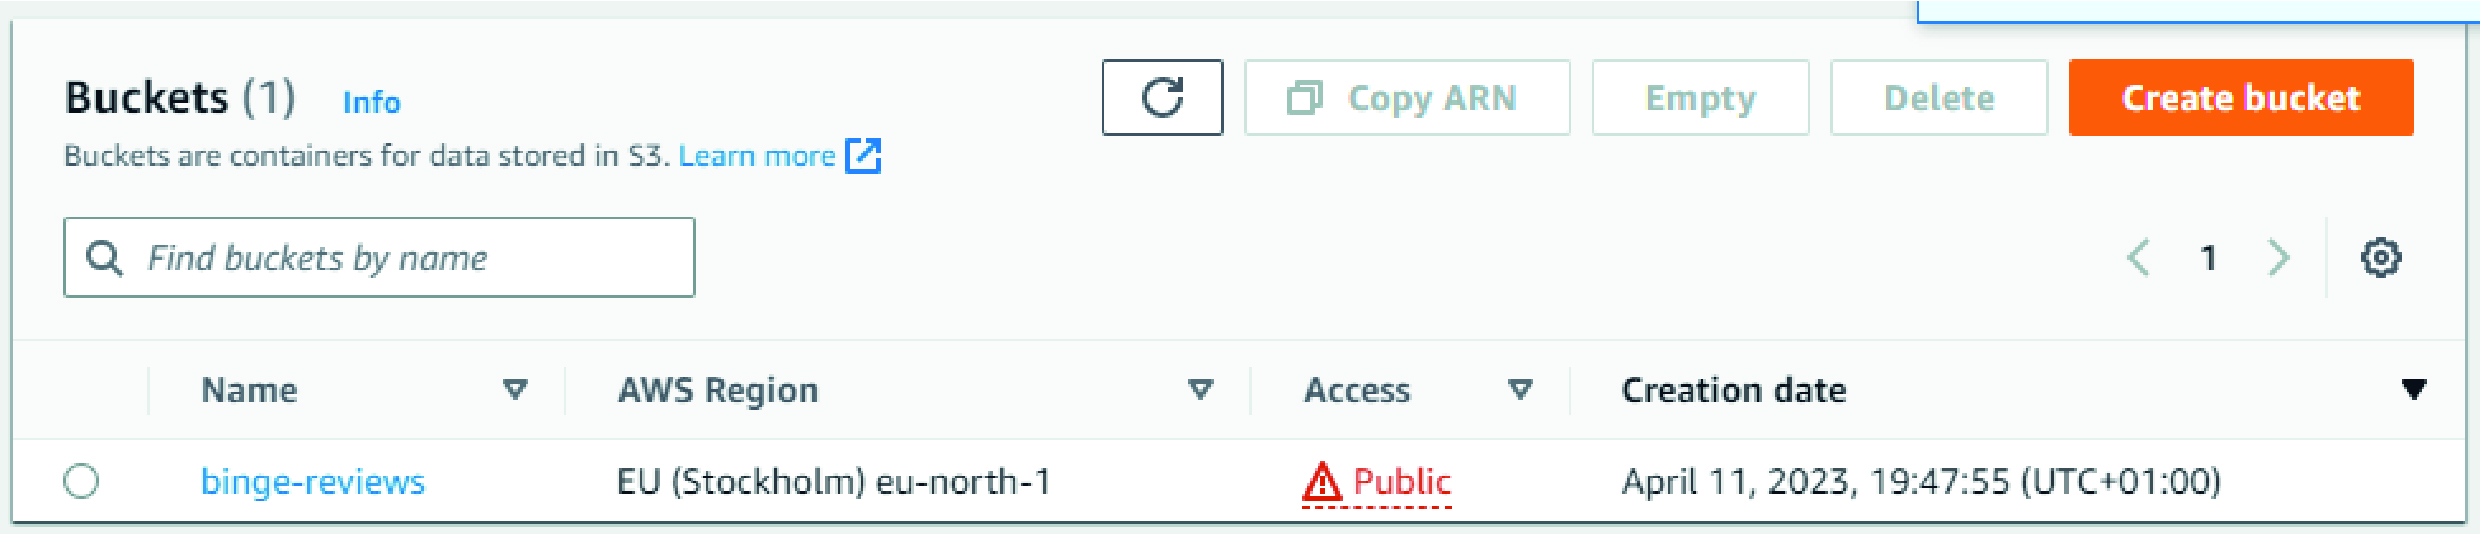 Buckets (1) Info
Copy ARN Empty Delete Create bucket
Buckets are containers for data stored in S3. Learn more
Find buckets by name
1
Name AWS Region Access Creation date
binge-reviews EU (Stockholm) eu-north-1 Public April 11, 2023, 19:47:55 (UTC+01:00)